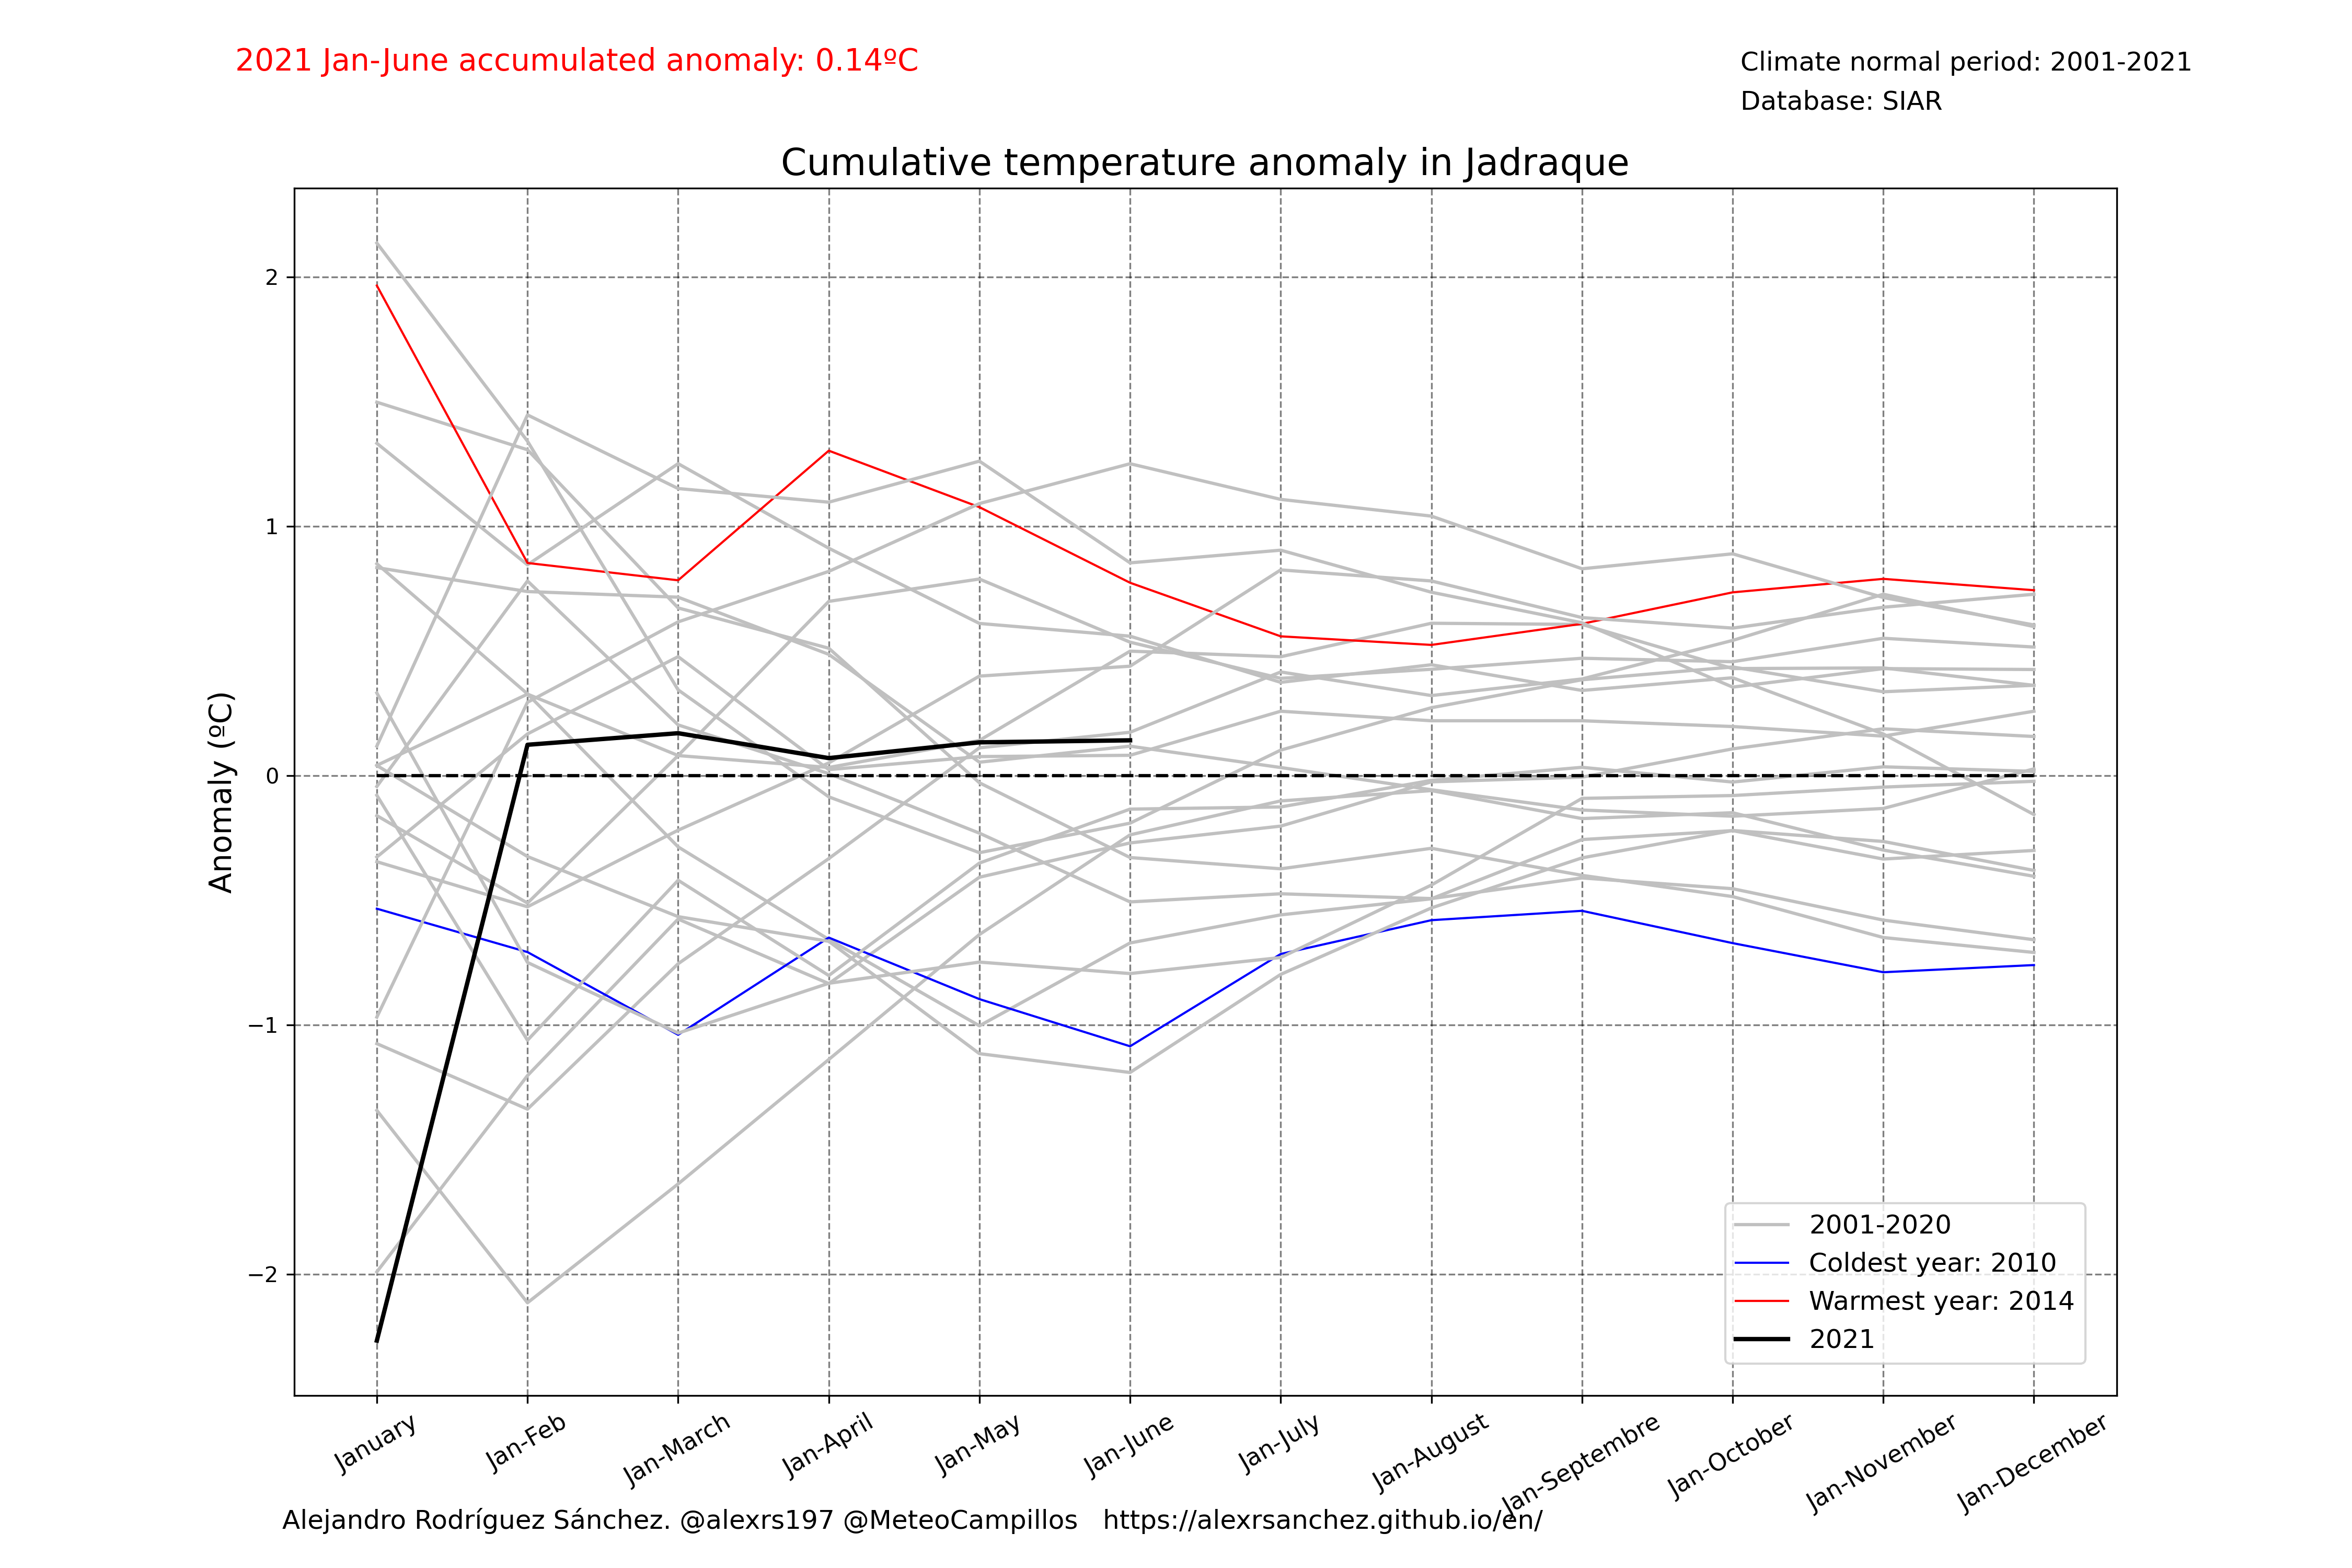 2021 Jan-June accumulated anomaly: 0.14ºC
Climate normal period: 2001-2021
Database: SIAR
Cumulative temperature anomaly in Jadraque
Anomaly (ºC)
2
1
0
−1
−2
2001-2020
Coldest year: 2010
Warmest year: 2014
2021
January
Jan-Feb
Jan-March
Jan-April
Jan-May
Jan-June
Jan-July
Jan-August
Jan-Septembre
Jan-October
Jan-November
Jan-December
Alejandro Rodríguez Sánchez. @alexrs197 @MeteoCampillos https://alexrsanchez.github.io/en/